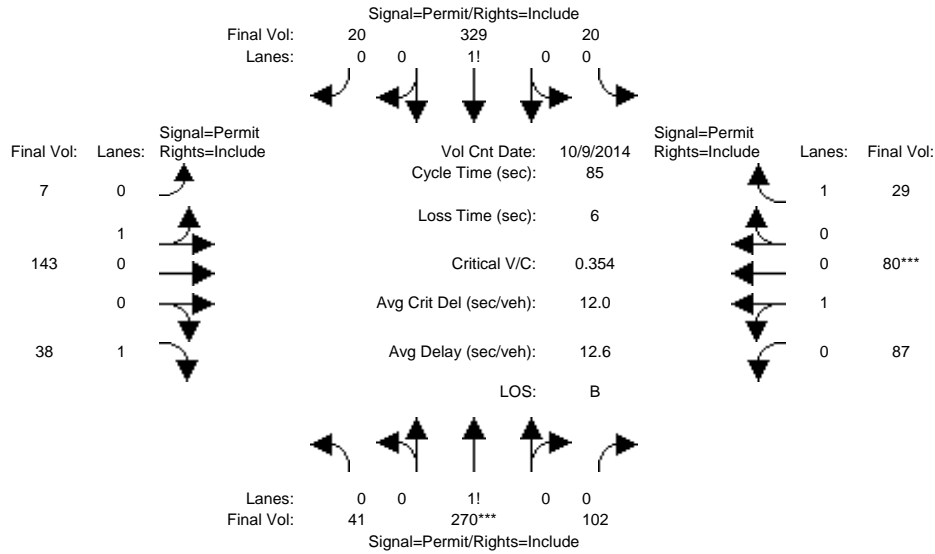 Signal=Permit/Rights=Include
Final Vol: 20 329 20
Lanes: 0 0 1! 0 0
Signal=Permit
Final Vol: Lanes: Rights=Include
Vol Cnt Date: 10/9/2014
Signal=Permit
Rights=Include Lanes: Final Vol:
Cycle Time (sec): 85
7 0
1 29
Loss Time (sec): 6
1
0
143 0
Critical V/C: 0.354
0 80***
0
Avg Crit Del (sec/veh): 12.0
1
38 1
Avg Delay (sec/veh): 12.6
0 87
LOS: B
Lanes: 0 0 1! 0 0
Final Vol: 41 270*** 102
Signal=Permit/Rights=Include